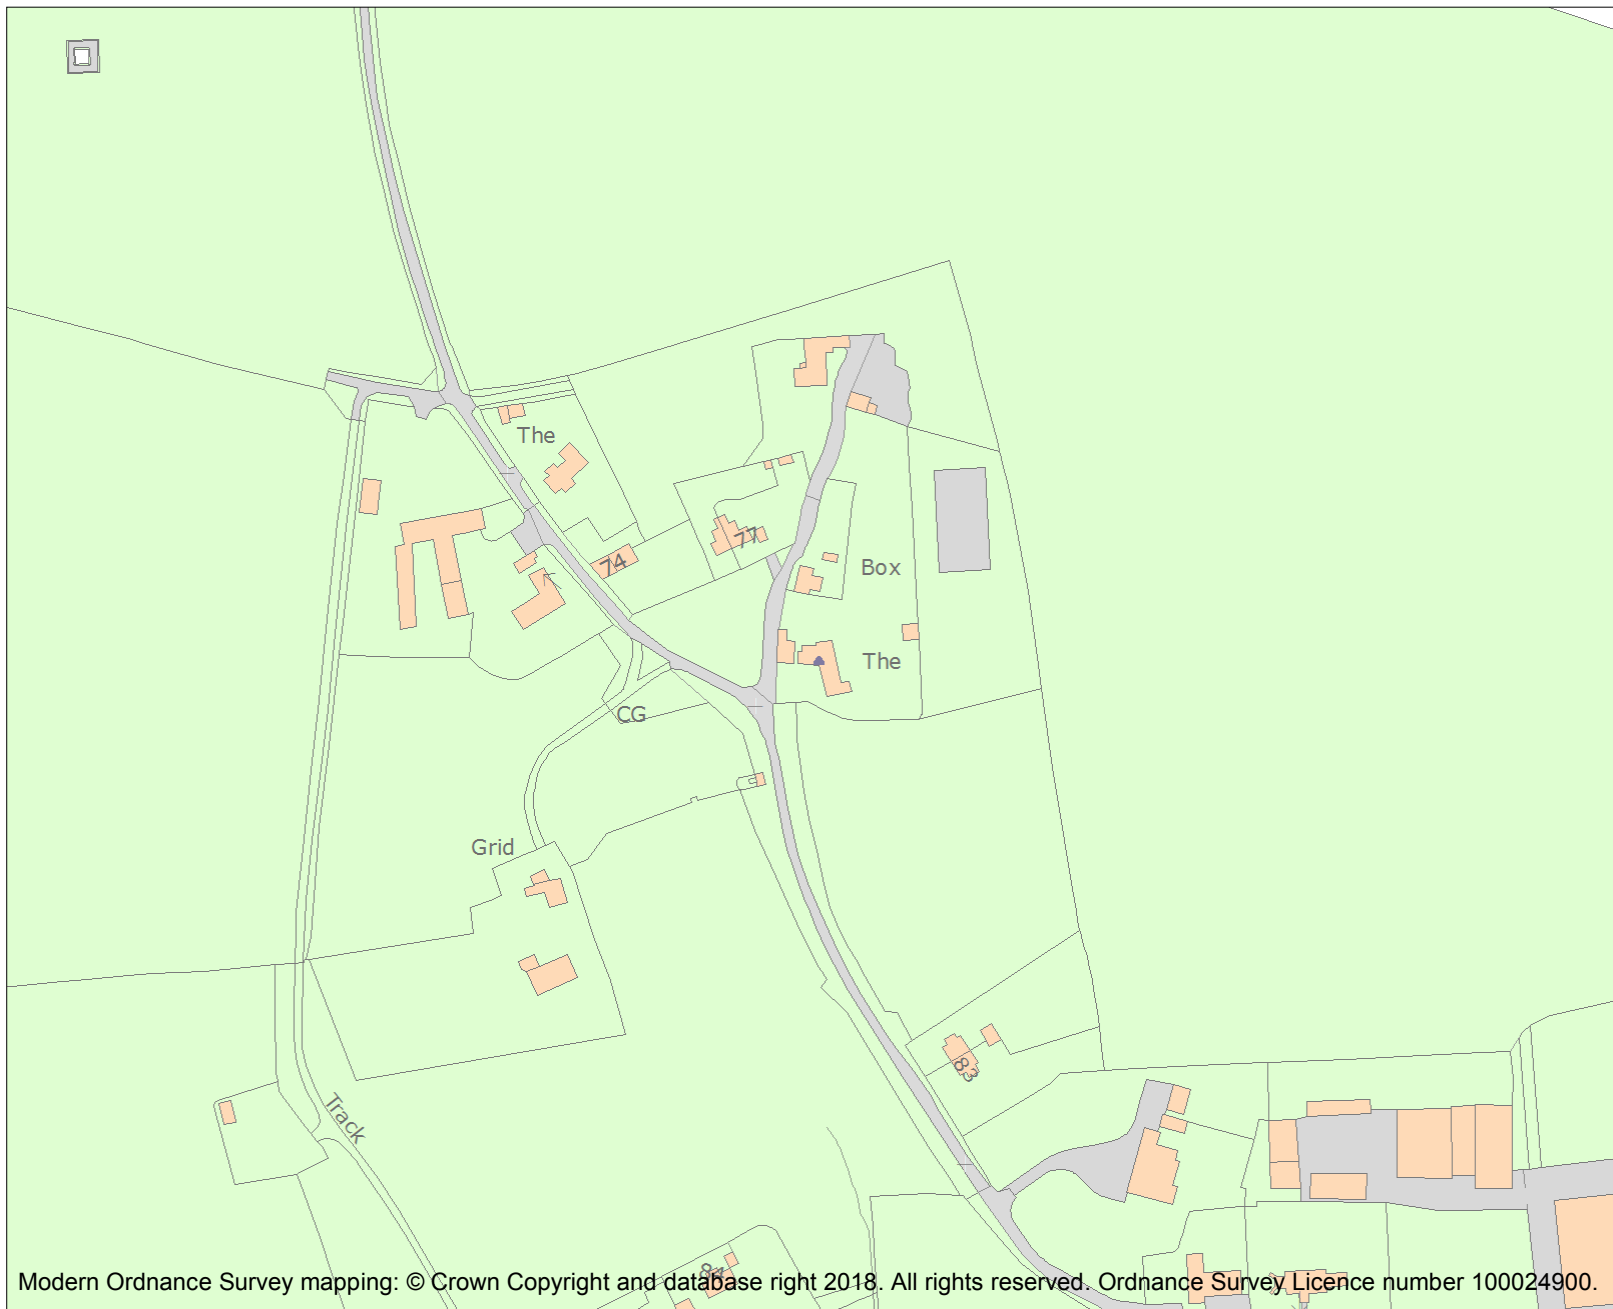 The
77
74
Box
The
CG
Grid
83
Track
84
Modern Ordnance Survey mapping: © Crown Copyright and database right 2018. All rights reserved. Ordnance Survey Licence number 100024900.